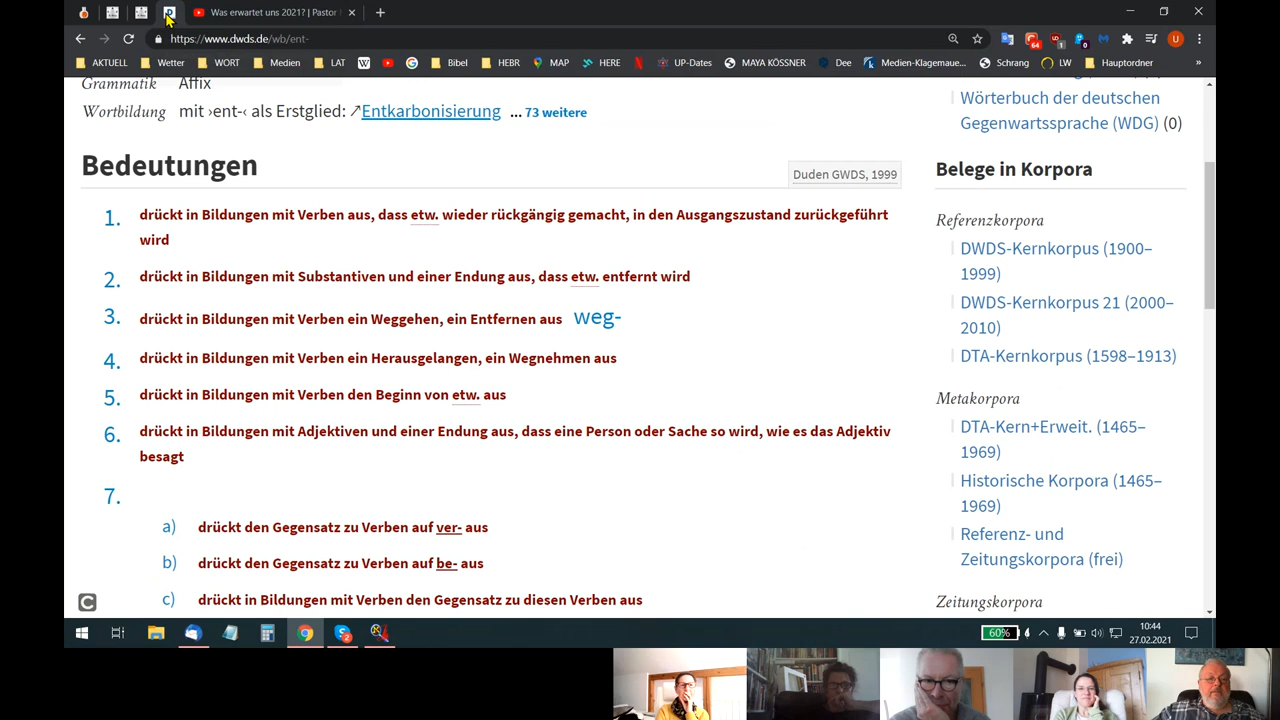 Was erwartet uns 2021? | Pastor
https://www.dwds.de/wb/ent-
64 1 0 U
AKTUELL Wetter WORT Medien LAT Bibel HEBR MAP HERE UP-Dates MAYA KÖSSNER Dee Medien-Klagemaue... Schrang LW Hauptordner »
Grammatik Affix
Wortbildung mit ›ent-‹ als Erstglied: ↗Entkarbonisierung ... 73 weitere
Bedeutungen
Duden GWDS, 1999
1. drückt in Bildungen mit Verben aus, dass etw. wieder rückgängig gemacht, in den Ausgangszustand zurückgeführt
wird
2. drückt in Bildungen mit Substantiven und einer Endung aus, dass etw. entfernt wird
3. drückt in Bildungen mit Verben ein Weggehen, ein Entfernen aus weg-
4. drückt in Bildungen mit Verben ein Herausgelangen, ein Wegnehmen aus
5. drückt in Bildungen mit Verben den Beginn von etw. aus
6. drückt in Bildungen mit Adjektiven und einer Endung aus, dass eine Person oder Sache so wird, wie es das Adjektiv
besagt
7.
a) drückt den Gegensatz zu Verben auf ver- aus
b) drückt den Gegensatz zu Verben auf be- aus
c) drückt in Bildungen mit Verben den Gegensatz zu diesen Verben aus
Wörterbuch der deutschen
Gegenwartssprache (WDG) (0)
Belege in Korpora
Referenzkorpora
DWDS-Kernkorpus (1900–
1999)
DWDS-Kernkorpus 21 (2000–
2010)
DTA-Kernkorpus (1598–1913)
Metakorpora
DTA-Kern+Erweit. (1465–
1969)
Historische Korpora (1465–
1969)
Referenz- und
Zeitungskorpora (frei)
Zeitungskorpora
60%
10:44
27.02.2021